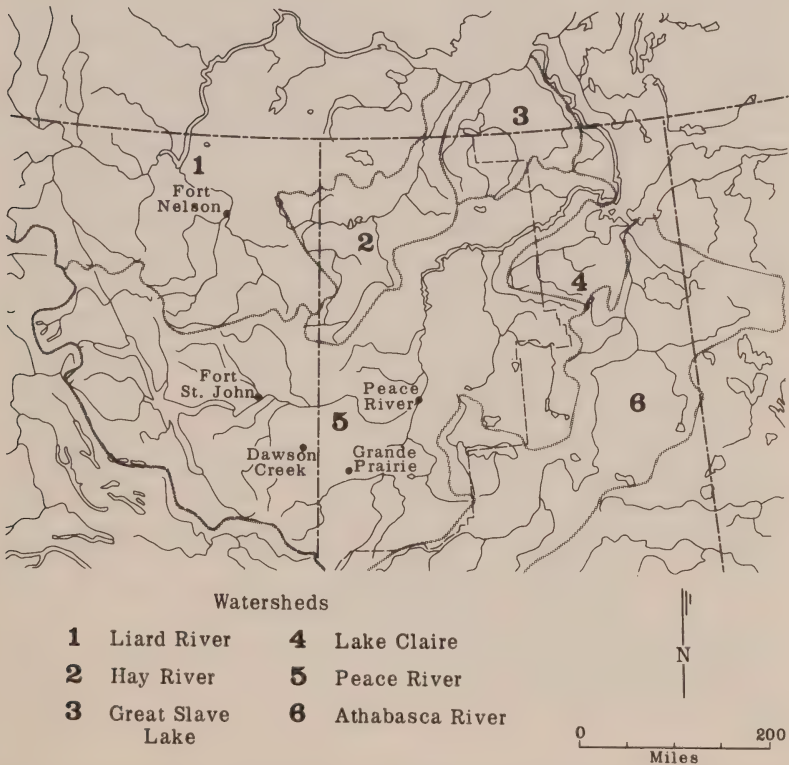 3
1
Fort
Nelson
2
4
Fort
St. John
Peace
River
5
6
Dawson
Creek
Grande
Prairie
Watersheds
1 Liard River
2 Hay River
3 Great Slave
Lake
4 Lake Claire
5 Peace River
6 Athabasca River
N
0 200
Miles